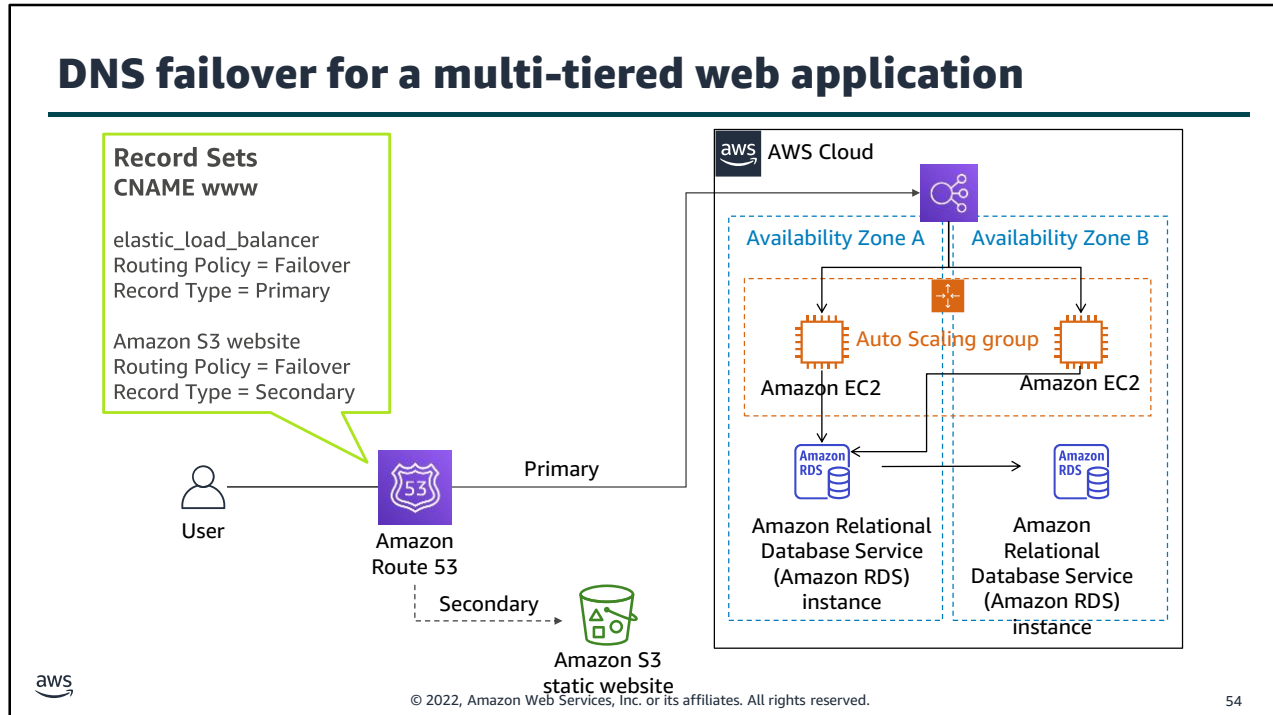 DNS failover for a multi-tiered web application
Record Sets
CNAME www
elastic_load_balancer
Routing Policy = Failover
Record Type = Primary
Amazon S3 website
Routing Policy = Failover
Record Type = Secondary
aws
AWS Cloud
Availability Zone A
Availability Zone B
Auto Scaling group
Amazon EC2
Amazon EC2
User
53
Amazon
Route 53
Primary
Secondary
Amazon S3
static website
Amazon
RDS
Amazon Relational
Database Service
(Amazon RDS)
instance
Amazon
RDS
Amazon
Relational
Database Service
(Amazon RDS)
instance
aws
© 2022, Amazon Web Services, Inc. or its affiliates. All rights reserved.
54